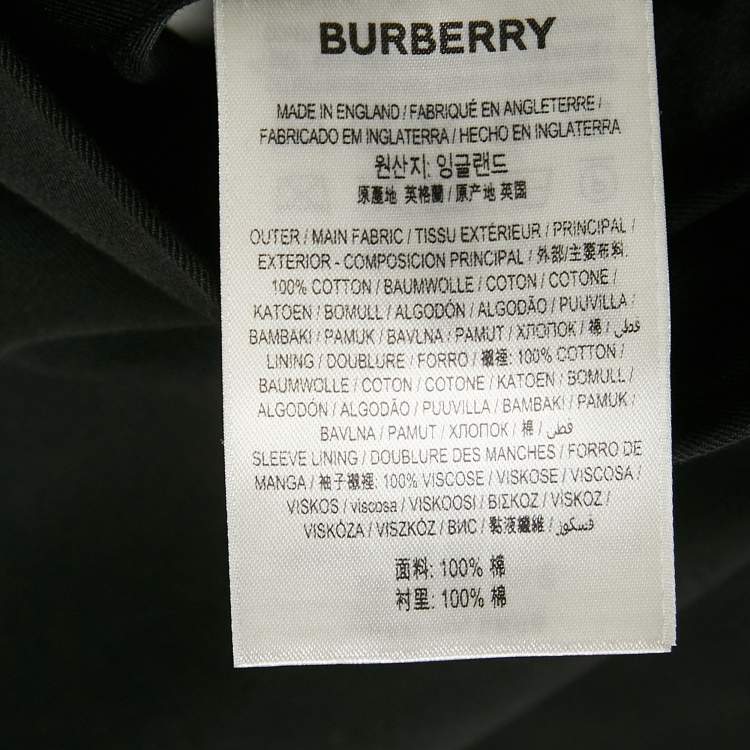 BURBERRY
MADE IN ENGLAND / FABRIQUÉ EN ANGLETERRE /
FABRICADO EM INGLATERRA / HECHO EN INGLATERRA
원산지: 잉글랜드
原產地 英格蘭 / 原产地 英国
OUTER / MAIN FABRIC / TISSU EXTÉRIEUR / PRINCIPAL /
EXTERIOR - COMPOSICION PRINCIPAL / 外部/主要布料:
100% COTTON / BAUMWOLLE / COTON / COTONE /
KATOEN / BOMULL / ALGODÓN / ALGODÃO / PUUVILLA /
BAMBAKI / PAMUK / BAVLNA / PAMUT / ХЛОПОК / 棉 / قطن /
LINING / DOUBLURE / FORRO / 襯裡: 100% COTTON /
BAUMWOLLE / COTON / COTONE / KATOEN / BOMULL /
ALGODÓN / ALGODÃO / PUUVILLA / BAMBAKI / PAMUK /
BAVLNA / PAMUT / ХЛОПОК / 棉 / قطن /
SLEEVE LINING / DOUBLURE DES MANCHES / FORRO DE
MANGA / 袖子襯裡: 100% VISCOSE / VISKOSE / VISCOSA /
VISKOS / viscosa / VISKOOSI / ΒΙΣΚΟΖ / VISKOZ /
VISKÓZA / VISZKÓZ / ВИС / 黏液纖維 / فسكوز /
面料: 100% 棉
衬里: 100% 棉